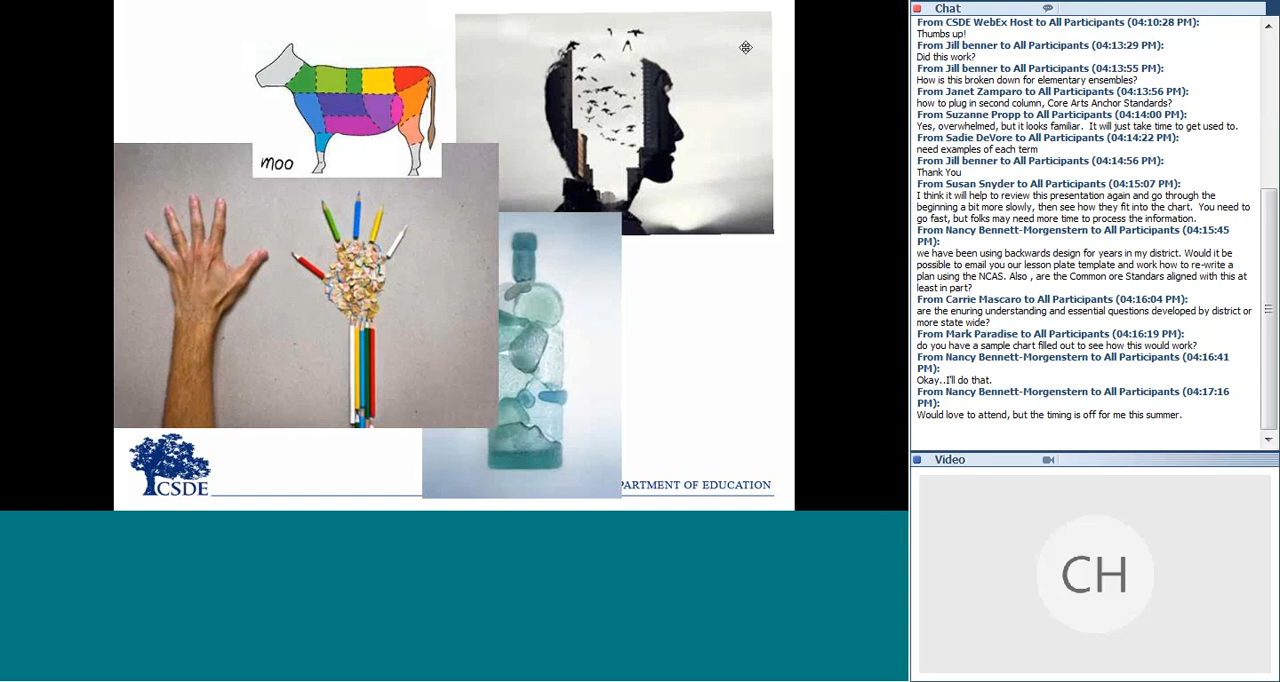 moo
CSDE
PARTMENT OF EDUCATION
Chat
From CSDE WebEx Host to All Participants (04:10:28 PM):
Thumbs up!
From Jill benner to All Participants (04:13:29 PM):
Did this work?
From Jill benner to All Participants (04:13:55 PM):
How is this broken down for elementary ensembles?
From Janet Zamparo to All Participants (04:13:56 PM):
how to plug in second column, Core Arts Anchor Standards?
From Suzanne Propp to All Participants (04:14:00 PM):
Yes, overwhelmed, but it looks familiar. It will just take time to get used to.
From Sadie DeVore to All Participants (04:14:22 PM):
need examples of each term
From Jill benner to All Participants (04:14:56 PM):
Thank You
From Susan Snyder to All Participants (04:15:07 PM):
I think it will help to review this presentation again and go through the
beginning a bit more slowly, then see how they fit into the chart. You need to
go fast, but folks may need more time to process the information.
From Nancy Bennett-Morgenstern to All Participants (04:15:45
PM):
we have been using backwards design for years in my district. Would it be
possible to email you our lesson plate template and work how to re-write a
plan using the NCAS. Also , are the Common ore Standars aligned with this at
least in part?
From Carrie Mascaro to All Participants (04:16:04 PM):
are the enuring understanding and essential questions developed by district or
more state wide?
From Mark Paradise to All Participants (04:16:19 PM):
do you have a sample chart filled out to see how this would work?
From Nancy Bennett-Morgenstern to All Participants (04:16:41
PM):
Okay..I'll do that.
From Nancy Bennett-Morgenstern to All Participants (04:17:16
PM):
Would love to attend, but the timing is off for me this summer.
Video
CH